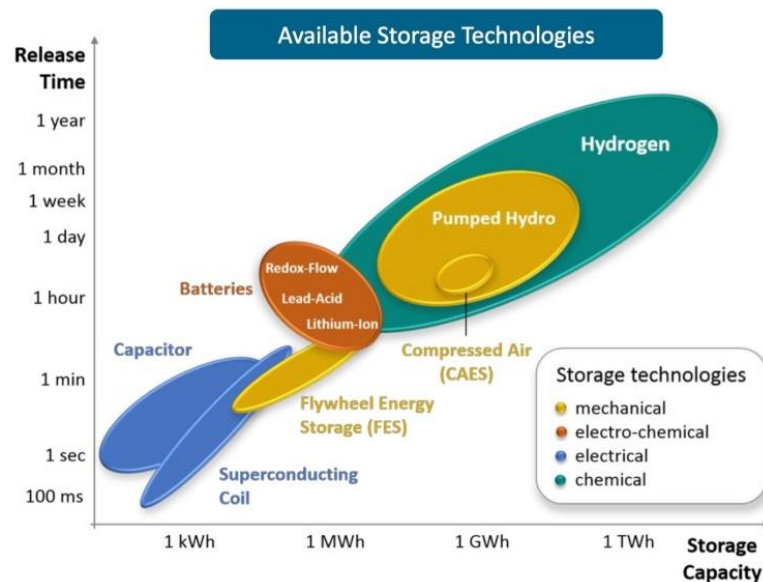 Available Storage Technologies
Release
Time
1 year
1 month
1 week
1 day
1 hour
1 min
1 sec
100 ms
Hydrogen
Pumped Hydro
Redox-Flow
Batteries
Lead-Acid
Lithium-Ion
Capacitor
Compressed Air
(CAES)
Flywheel Energy
Storage (FES)
Superconducting
Coil
Storage technologies
mechanical
electro-chemical
electrical
chemical
1 kWh
1 MWh
1 GWh
1 TWh
Storage
Capacity